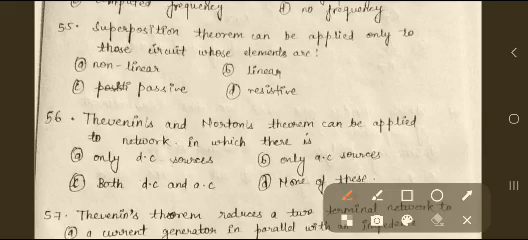 computed frequency (d) no frequency
55. Superposition theorem can be applied only to
those circuit whose elements are:
(a) non-linear (b) linear
(c) passive (d) resistive
56. Thevenin's and Norton's theorem can be applied
to network in which there is
(a) only d.c sources (b) only a.c sources
(c) Both d.c and a.c (d) None of these.
57. Thevenin's theorem reduces a two terminal network to
(a) a current generator in parallel with an